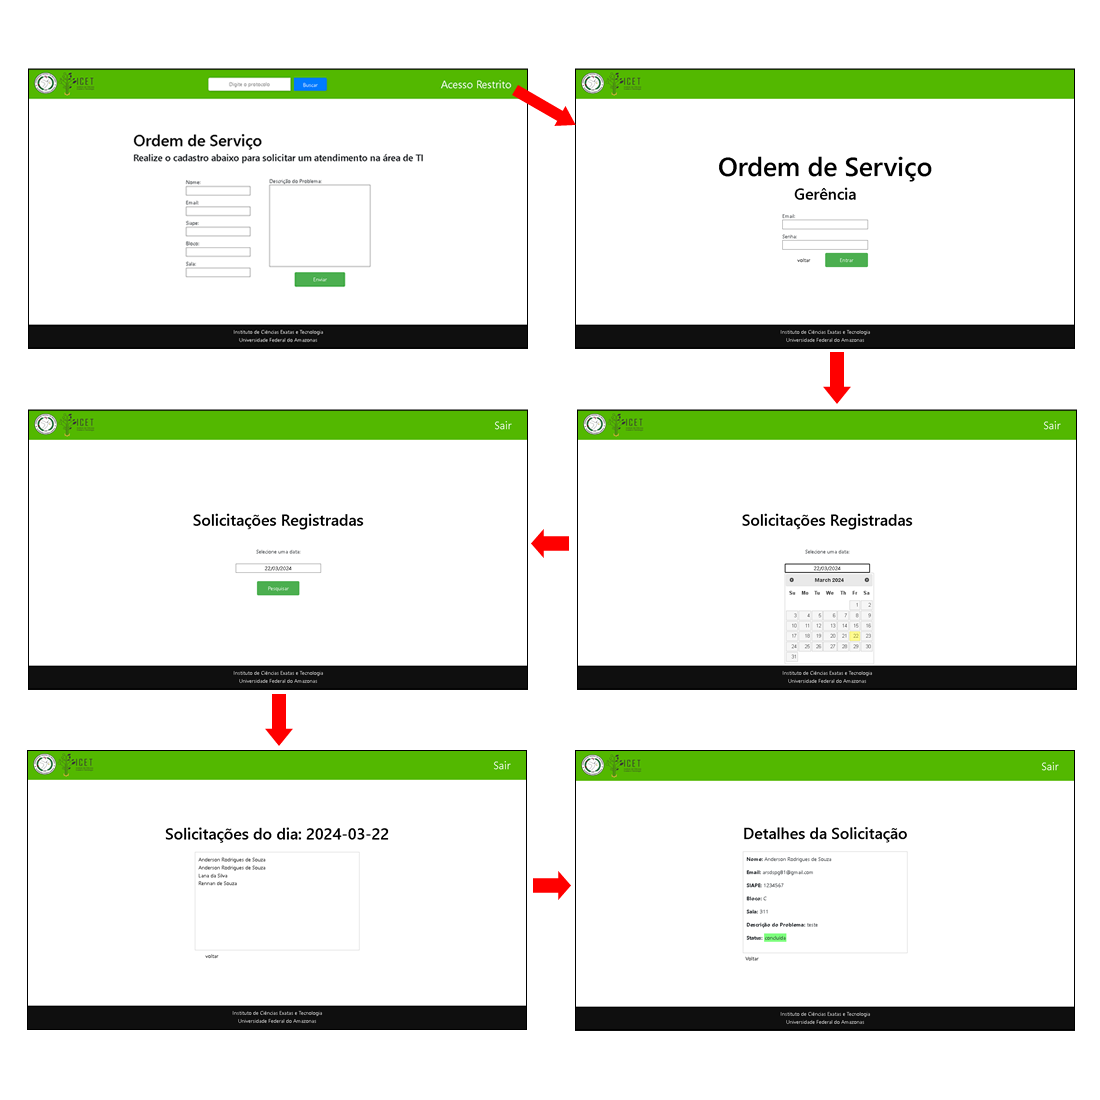 ICET
Digite o protocolo
Buscar
Acesso Restrito
Ordem de Serviço
Realize o cadastro abaixo para solicitar um atendimento na área de TI
Nome:
Email:
Siape:
Bloco:
Sala:
Descrição do Problema:
Enviar
Instituto de Ciências Exatas e Tecnologia
Universidade Federal do Amazonas
ICET
Ordem de Serviço
Gerência
Email:
Senha:
voltar
Entrar
Instituto de Ciências Exatas e Tecnologia
Universidade Federal do Amazonas
ICET
Sair
Solicitações Registradas
Selecione uma data:
22/03/2024
Pesquisar
Instituto de Ciências Exatas e Tecnologia
Universidade Federal do Amazonas
ICET
Sair
Solicitações Registradas
Selecione uma data:
22/03/2024
March 2024
Su Mo Tu We Th Fr Sa
1 2
3 4 5 6 7 8 9
10 11 12 13 14 15 16
17 18 19 20 21 22 23
24 25 26 27 28 29 30
31
Instituto de Ciências Exatas e Tecnologia
Universidade Federal do Amazonas
ICET
Sair
Solicitações do dia: 2024-03-22
Anderson Rodrigues de Souza
Anderson Rodrigues de Souza
Lana da Silva
Rennan de Souza
voltar
Instituto de Ciências Exatas e Tecnologia
Universidade Federal do Amazonas
ICET
Sair
Detalhes da Solicitação
Nome: Anderson Rodrigues de Souza
Email: arsdspg81@gmail.com
SIAPE: 1234567
Bloco: C
Sala: 311
Descrição do Problema: teste
Status: concluída
Voltar
Instituto de Ciências Exatas e Tecnologia
Universidade Federal do Amazonas